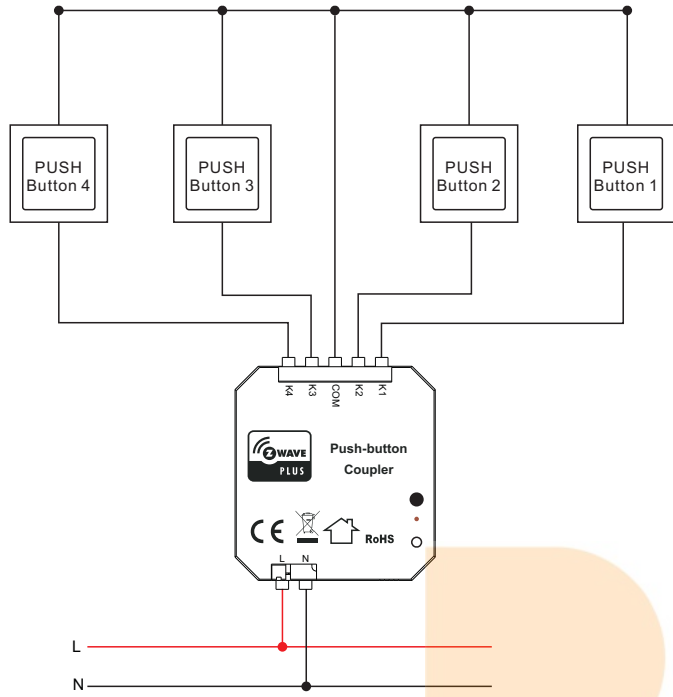 PUSH
Button 4
PUSH
Button 3
PUSH
Button 2
PUSH
Button 1
K4
K3
COM
K2
K1
Z WAVE
PLUS
Push-button
Coupler
CE
RoHS
L
N
L
N